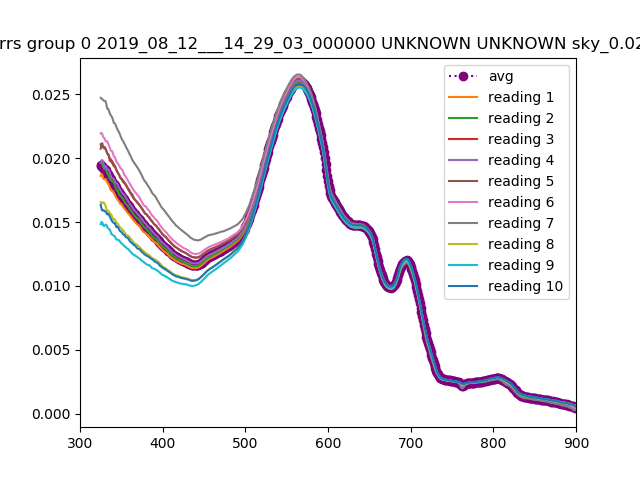 rrs group 0 2019_08_12___14_29_03_000000 UNKNOWN UNKNOWN sky_0.02
avg
reading 1
reading 2
reading 3
reading 4
reading 5
reading 6
reading 7
reading 8
reading 9
reading 10
0.025
0.020
0.015
0.010
0.005
0.000
300 400 500 600 700 800 900